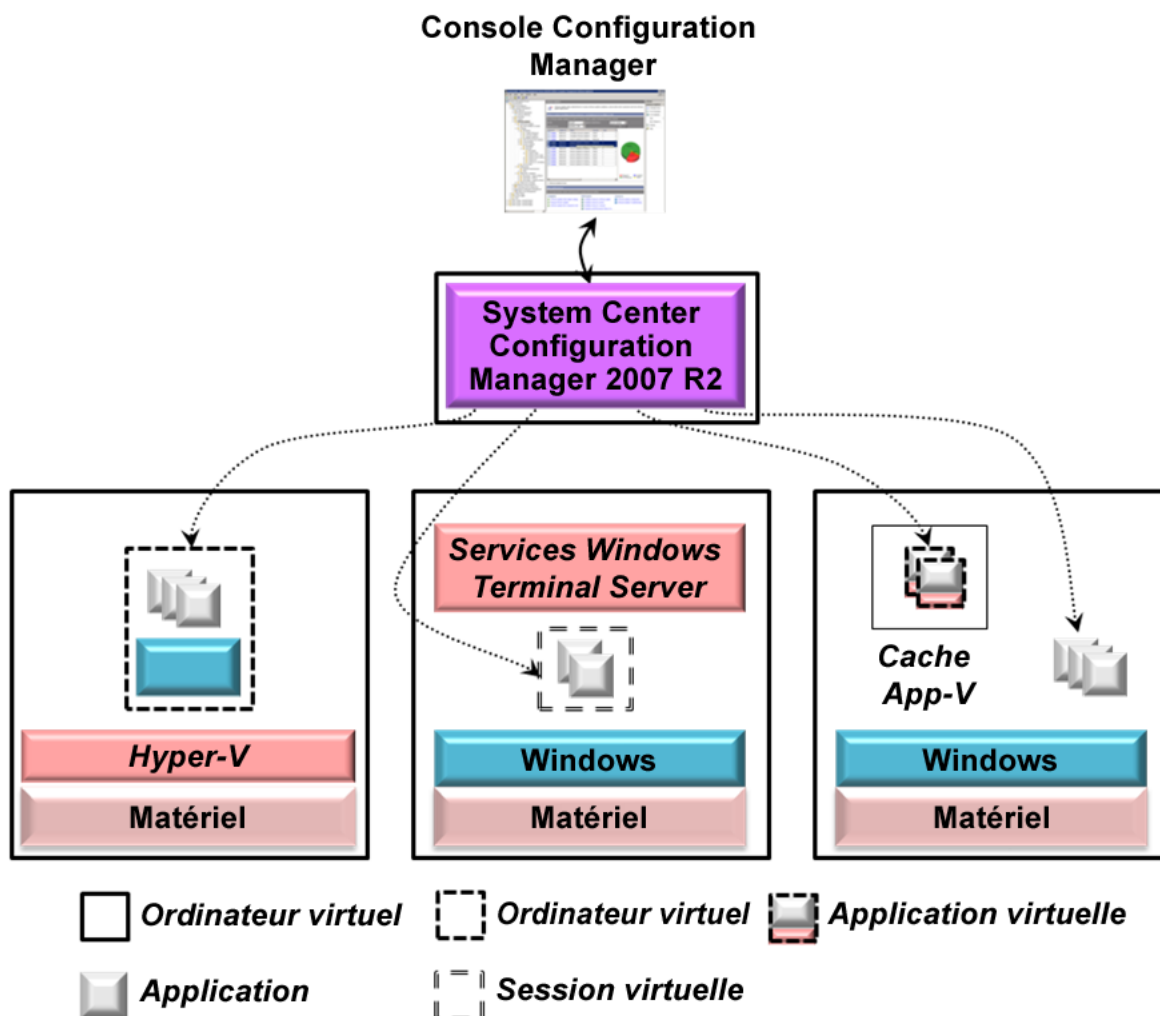 Console Configuration
Manager
System Center
Configuration
Manager 2007 R2
Services Windows
Terminal Server
Cache
App-V
Hyper-V
Windows
Windows
Matériel
Matériel
Matériel
Ordinateur virtuel
Ordinateur virtuel
Application virtuelle
Application
Session virtuelle